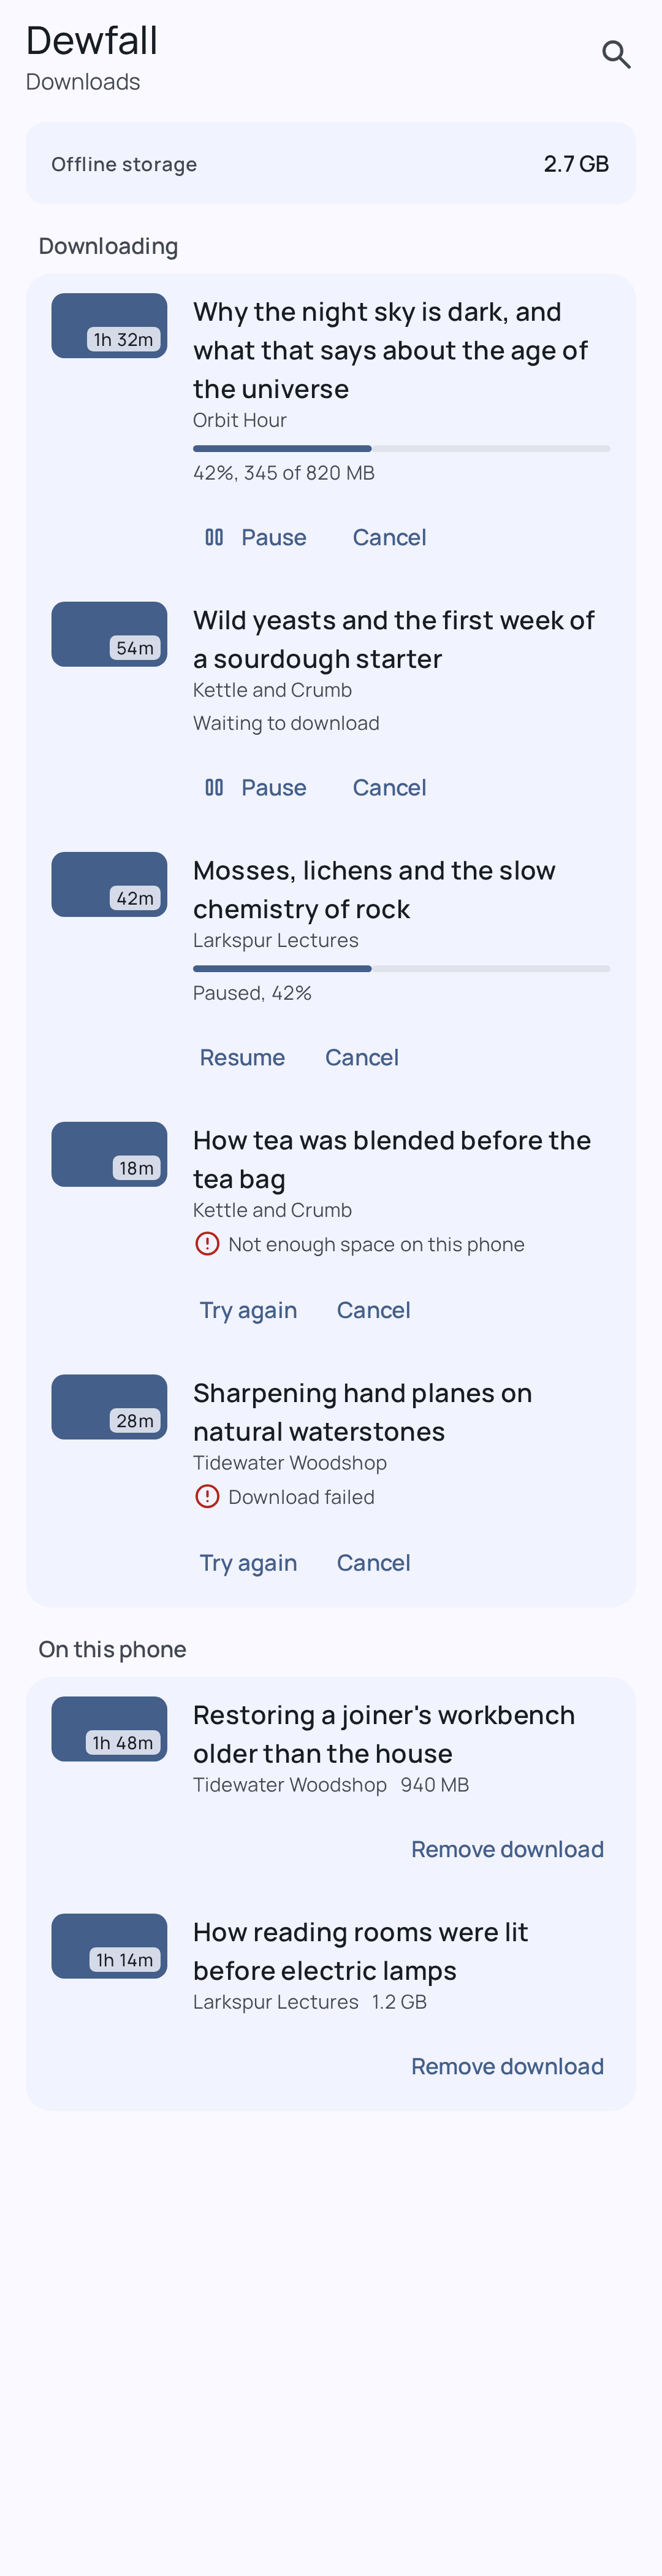 Dewfall
Downloads
Offline storage 2.7 GB
Downloading
1h 32m
Why the night sky is dark, and
what that says about the age of
the universe
Orbit Hour
42%, 345 of 820 MB
Pause Cancel
54m
Wild yeasts and the first week of
a sourdough starter
Kettle and Crumb
Waiting to download
Pause Cancel
42m
Mosses, lichens and the slow
chemistry of rock
Larkspur Lectures
Paused, 42%
Resume Cancel
18m
How tea was blended before the
tea bag
Kettle and Crumb
Not enough space on this phone
Try again Cancel
28m
Sharpening hand planes on
natural waterstones
Tidewater Woodshop
Download failed
Try again Cancel
On this phone
1h 48m
Restoring a joiner's workbench
older than the house
Tidewater Woodshop 940 MB
Remove download
1h 14m
How reading rooms were lit
before electric lamps
Larkspur Lectures 1.2 GB
Remove download